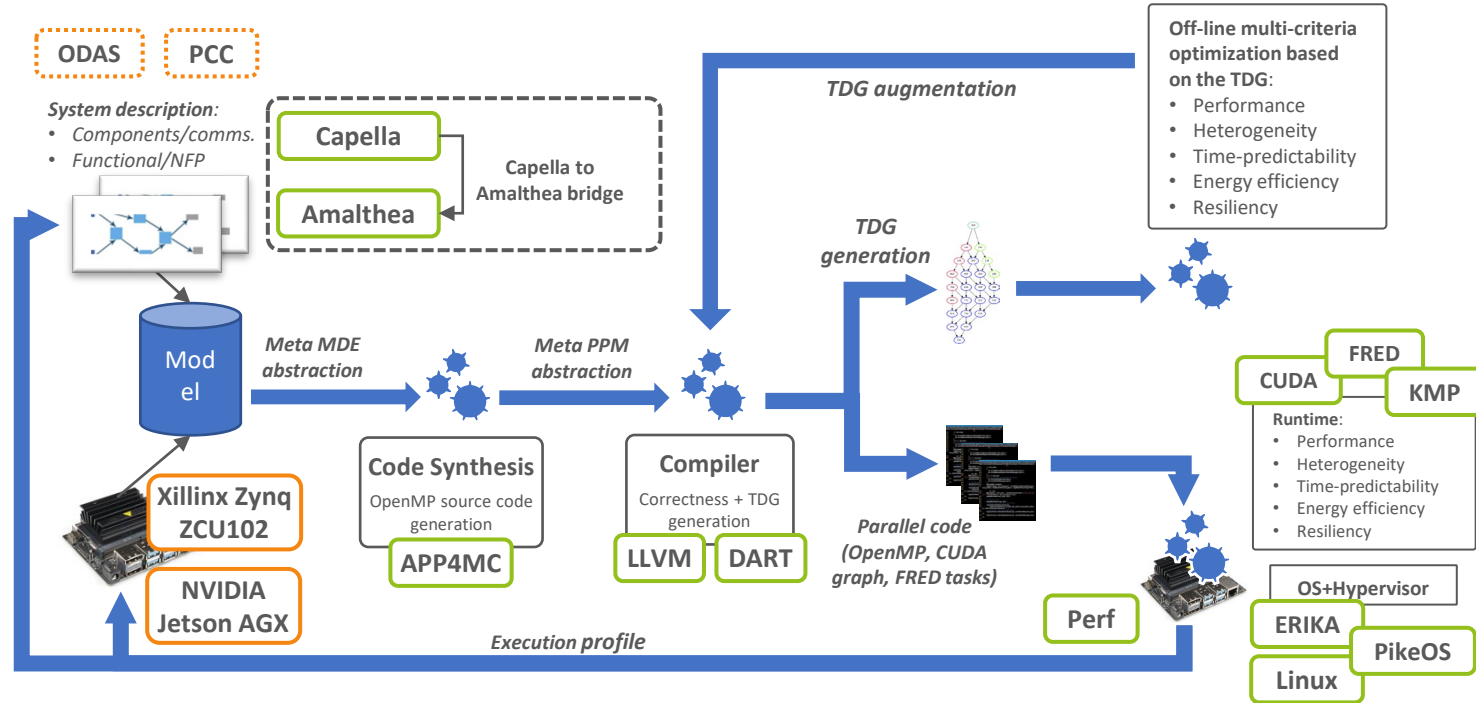 ODAS
PCC
System description:
• Components/comms.
• Functional/NFP
Capella
Amalthea
Capella to
Amalthea bridge
TDG augmentation
Off-line multi-criteria
optimization based
on the TDG:
• Performance
• Heterogeneity
• Time-predictability
• Energy efficiency
• Resiliency
TDG
generation
Mod
el
Meta MDE
abstraction
Meta PPM
abstraction
Code Synthesis
OpenMP source code
generation
APP4MC
Compiler
Correctness + TDG
generation
LLVM
DART
Parallel code
(OpenMP, CUDA
graph, FRED tasks)
FRED
CUDA
KMP
Runtime:
• Performance
• Heterogeneity
• Time-predictability
• Energy efficiency
• Resiliency
Xillinx Zynq
ZCU102
NVIDIA
Jetson AGX
Perf
OS+Hypervisor
ERIKA
PikeOS
Linux
Execution profile